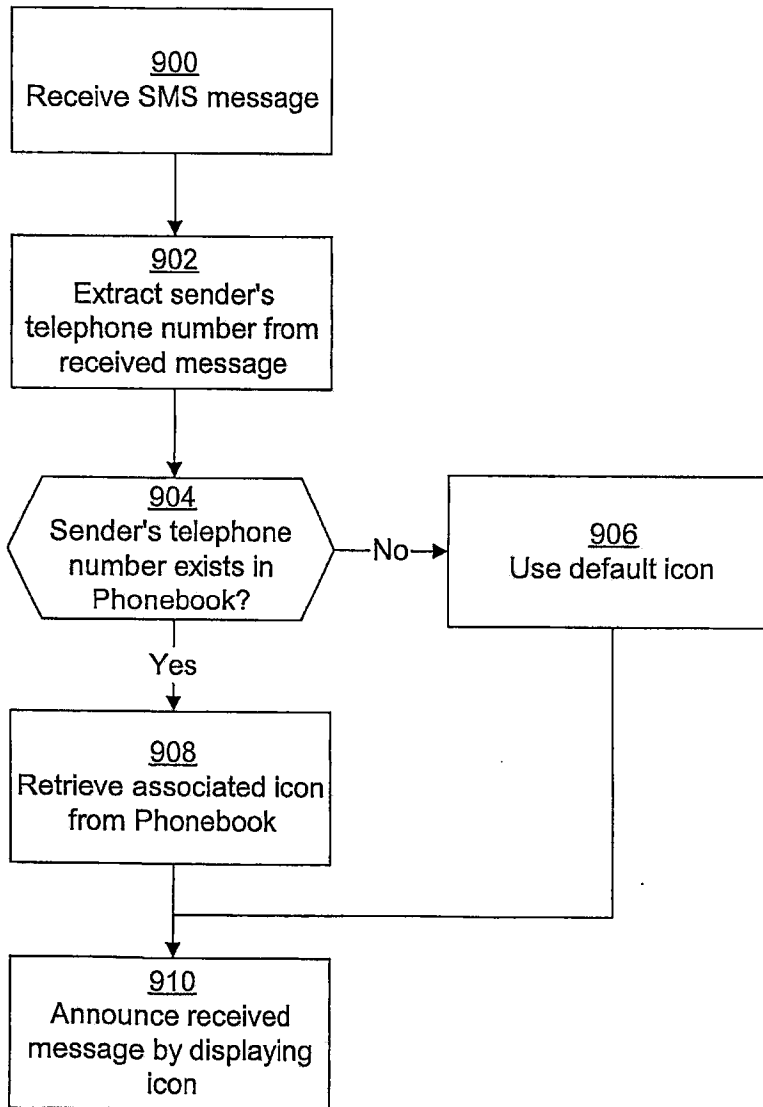 900
Receive SMS message
902
Extract sender's
telephone number from
received message
904
Sender's telephone
number exists in
Phonebook?
No
906
Use default icon
Yes
908
Retrieve associated icon
from Phonebook
910
Announce received
message by displaying
icon